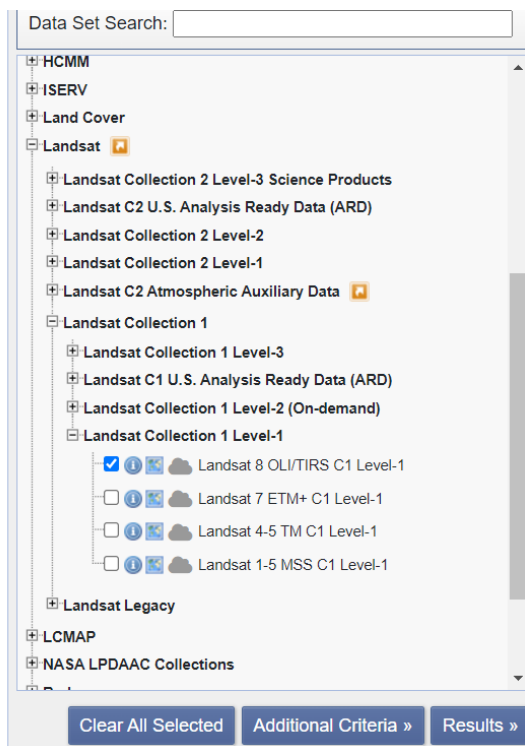 Data Set Search:
HCMM
ISERV
Land Cover
Landsat
Landsat Collection 2 Level-3 Science Products
Landsat C2 U.S. Analysis Ready Data (ARD)
Landsat Collection 2 Level-2
Landsat Collection 2 Level-1
Landsat C2 Atmospheric Auxiliary Data
Landsat Collection 1
Landsat Collection 1 Level-3
Landsat C1 U.S. Analysis Ready Data (ARD)
Landsat Collection 1 Level-2 (On-demand)
Landsat Collection 1 Level-1
Landsat 8 OLI/TIRS C1 Level-1
Landsat 7 ETM+ C1 Level-1
Landsat 4-5 TM C1 Level-1
Landsat 1-5 MSS C1 Level-1
Landsat Legacy
LCMAP
NASA LPDAAC Collections
Clear All Selected Additional Criteria » Results »